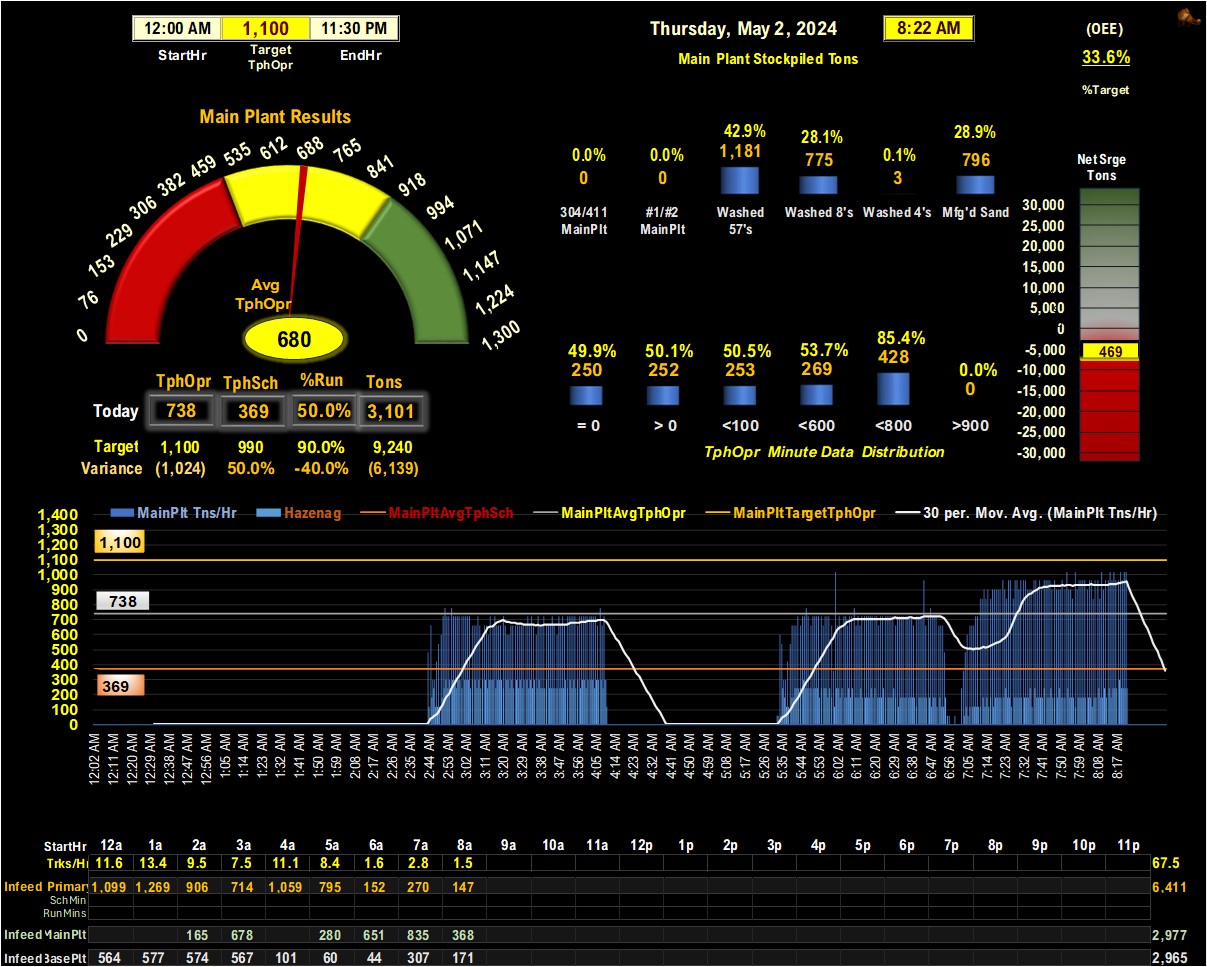 12:00 AM 1,100 11:30 PM
StartHr Target TphOpr EndHr
Thursday, May 2, 2024 8:22 AM
Main Plant Stockpiled Tons
(OEE)
33.6%
%Target
Main Plant Results
0 76 153 229 306 382 459 535 612 688 765 841 918 994 1,071 1,147 1,224 1,300
Avg
TphOpr
680
TphOpr TphSch %Run Tons
Today 738 369 50.0% 3,101
Target 1,100 990 90.0% 9,240
Variance (1,024) 50.0% -40.0% (6,139)
0.0% 0.0% 42.9% 28.1% 0.1% 28.9%
0 0 1,181 775 3 796
304/411 MainPlt #1/#2 MainPlt Washed 57's Washed 8's Washed 4's Mfg'd Sand
49.9% 50.1% 50.5% 53.7% 85.4% 0.0%
250 252 253 269 428 0
= 0 > 0 <100 <600 <800 >900
TphOpr Minute Data Distribution
Net Srge
Tons
30,000
25,000
20,000
15,000
10,000
5,000
0
-5,000
469
-10,000
-15,000
-20,000
-25,000
-30,000
MainPlt Tns/Hr Hazenag MainPltAvgTphSch MainPltAvgTphOpr MainPltTargetTphOpr 30 per. Mov. Avg. (MainPlt Tns/Hr)
1,400
1,300
1,200
1,100
1,000
900
800
700
600
500
400
300
200
100
0
1,100
738
369
12:02 AM 12:11 AM 12:20 AM 12:29 AM 12:38 AM 12:47 AM 12:56 AM 1:05 AM 1:14 AM 1:23 AM 1:32 AM 1:41 AM 1:50 AM 1:59 AM 2:08 AM 2:17 AM 2:26 AM 2:35 AM 2:44 AM 2:53 AM 3:02 AM 3:11 AM 3:20 AM 3:29 AM 3:38 AM 3:47 AM 3:56 AM 4:05 AM 4:14 AM 4:23 AM 4:32 AM 4:41 AM 4:50 AM 4:59 AM 5:08 AM 5:17 AM 5:26 AM 5:35 AM 5:44 AM 5:53 AM 6:02 AM 6:11 AM 6:20 AM 6:29 AM 6:38 AM 6:47 AM 6:56 AM 7:05 AM 7:14 AM 7:23 AM 7:32 AM 7:41 AM 7:50 AM 7:59 AM 8:08 AM 8:17 AM
StartHr 12a 1a 2a 3a 4a 5a 6a 7a 8a 9a 10a 11a 12p 1p 2p 3p 4p 5p 6p 7p 8p 9p 10p 11p
Trks/Hr 11.6 13.4 9.5 7.5 11.1 8.4 1.6 2.8 1.5 67.5
Infeed Primary 1,099 1,269 906 714 1,059 795 152 270 147 6,411
SchMin
RunMins
Infeed MainPlt 165 678 280 651 835 368 2,977
Infeed BasePlt 564 577 574 567 101 60 44 307 171 2,965